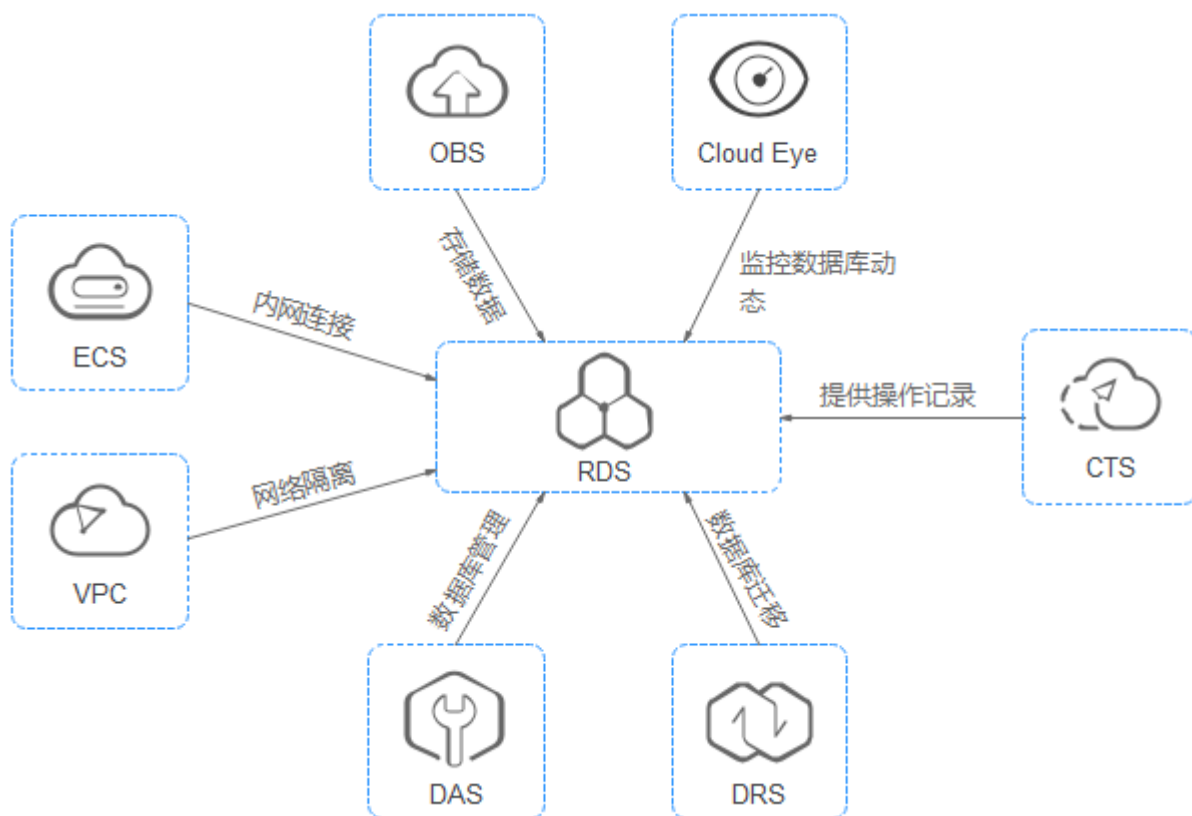 OBS
Cloud Eye
存储数据
监控数据库动
态
ECS
内网连接
RDS
提供操作记录
CTS
VPC
网络隔离
数据库管理
数据库迁移
DAS
DRS